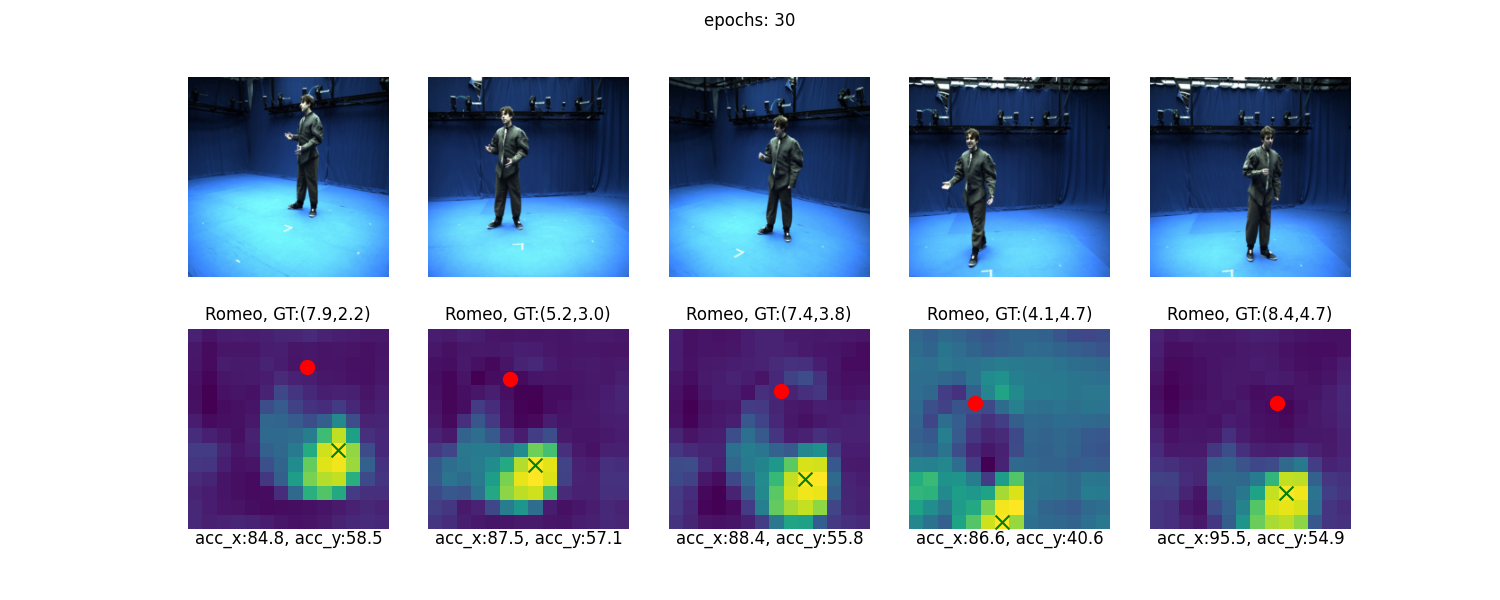 epochs: 30
Romeo, GT:(7.9,2.2)
Romeo, GT:(5.2,3.0)
Romeo, GT:(7.4,3.8)
Romeo, GT:(4.1,4.7)
Romeo, GT:(8.4,4.7)
acc_x:84.8, acc_y:58.5
acc_x:87.5, acc_y:57.1
acc_x:88.4, acc_y:55.8
acc_x:86.6, acc_y:40.6
acc_x:95.5, acc_y:54.9